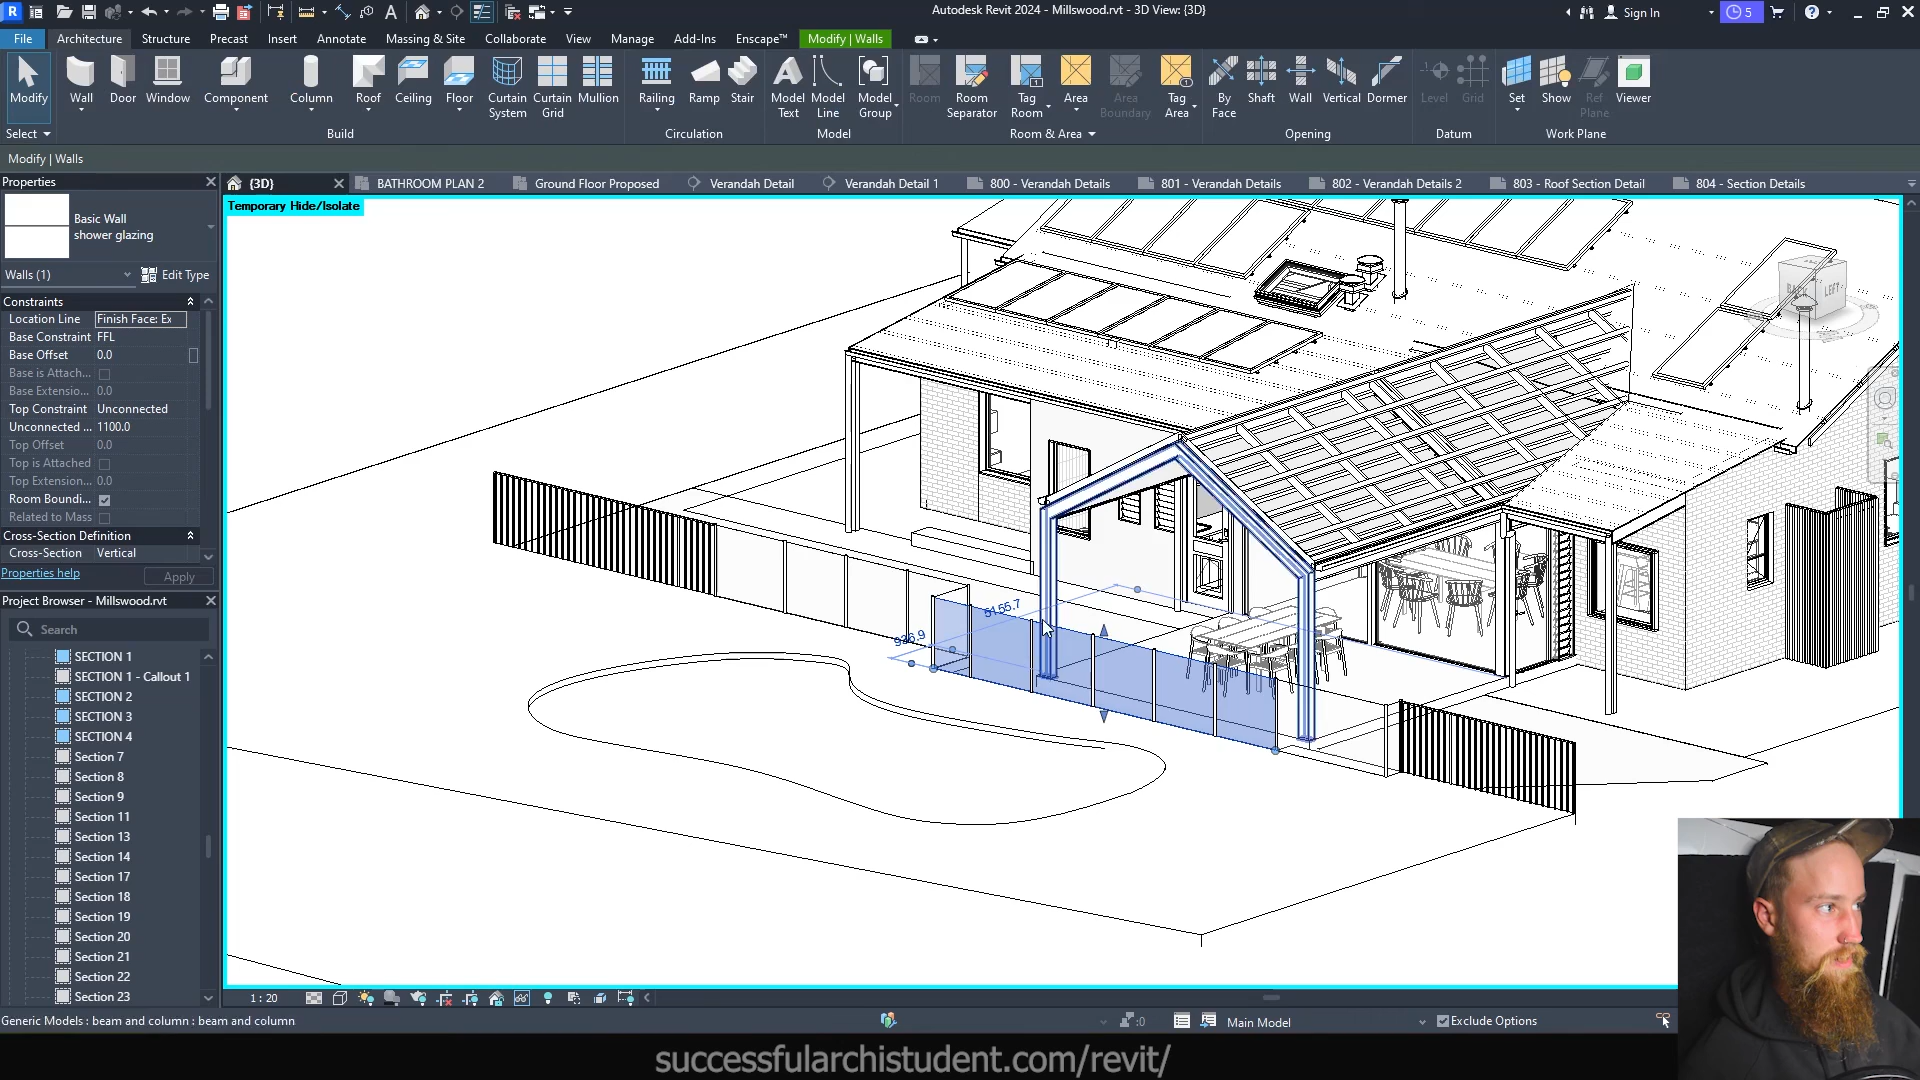 Autodesk Revit 2024 - Millswood.rvt - 3D View: {3D}
Sign In
5
File
Architecture
Structure
Precast
Insert
Annotate
Massing & Site
Collaborate
View
Manage
Add-Ins
Enscape™
Modify | Walls
Modify
Wall
Door
Window
Component
Column
Roof
Ceiling
Floor
Curtain System
Curtain Grid
Mullion
Railing
Ramp
Stair
Model Text
Model Line
Model Group
Room
Room Separator
Tag Room
Area
Area Boundary
Tag Area
By Face
Shaft
Wall
Vertical
Dormer
Level
Grid
Set
Show
Ref Plane
Viewer
Select
Build
Circulation
Model
Room & Area
Opening
Datum
Work Plane
Modify | Walls
Properties
{3D}
BATHROOM PLAN 2
Ground Floor Proposed
Verandah Detail
Verandah Detail 1
800 - Verandah Details
801 - Verandah Details
802 - Verandah Details 2
803 - Roof Section Detail
804 - Section Details
Temporary Hide/Isolate
Basic Wall
shower glazing
Walls (1)
Edit Type
Constraints
Location Line Finish Face: Ex
Base Constraint FFL
Base Offset 0.0
Base is Attach...
Base Extensio... 0.0
Top Constraint Unconnected
Unconnected ... 1100.0
Top Offset 0.0
Top is Attached
Top Extension... 0.0
Room Boundi...
Related to Mass
Cross-Section Definition
Cross-Section Vertical
Properties help
Apply
BACK
LEFT
5155.7
936.9
Project Browser - Millswood.rvt
Search
SECTION 1
SECTION 1 - Callout 1
SECTION 2
SECTION 3
SECTION 4
Section 7
Section 8
Section 9
Section 11
Section 13
Section 14
Section 17
Section 18
Section 19
Section 20
Section 21
Section 22
Section 23
1 : 20
Generic Models : beam and column : beam and column
:0
Main Model
Exclude Options
successfularchistudent.com/revit/